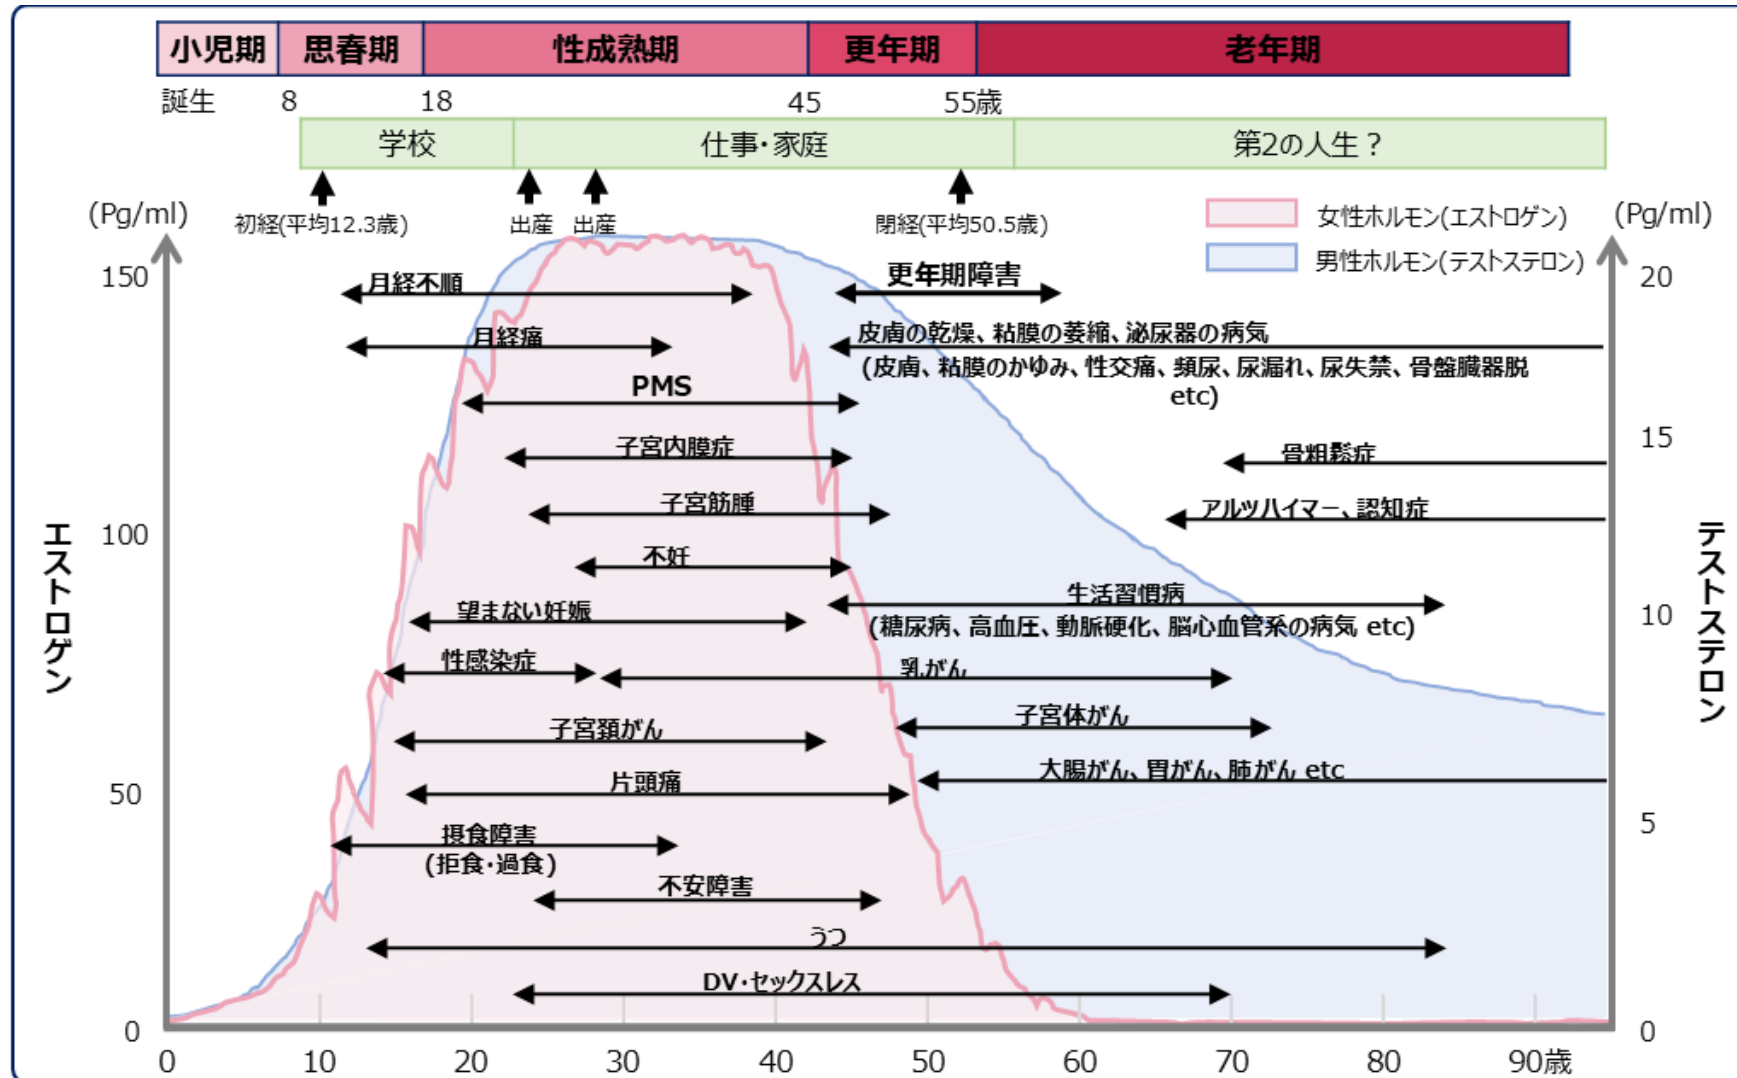 小児期 思春期 性成熟期 更年期 老年期
誕生 8 18 45 55歳
学校 仕事・家庭 第2の人生？
初経(平均12.3歳) 出産 出産 閉経(平均50.5歳)
(Pg/ml) (Pg/ml)
女性ホルモン(エストロゲン)
男性ホルモン(テストステロン)
150 20
100 15
50 10
0 5
0
エストロゲン
テストステロン
月経不順
更年期障害
月経痛
皮膚の乾燥、粘膜の萎縮、泌尿器の病気
(皮膚、粘膜のかゆみ、性交痛、頻尿、尿漏れ、尿失禁、骨盤臓器脱
etc)
PMS
子宮内膜症
骨粗鬆症
子宮筋腫
アルツハイマー、認知症
不妊
望まない妊娠
生活習慣病
(糖尿病、高血圧、動脈硬化、脳心血管系の病気 etc)
性感染症
乳がん
子宮頚がん
子宮体がん
片頭痛
大腸がん、胃がん、肺がん etc
摂食障害
(拒食・過食)
不安障害
うつ
DV・セックスレス
0 10 20 30 40 50 60 70 80 90歳